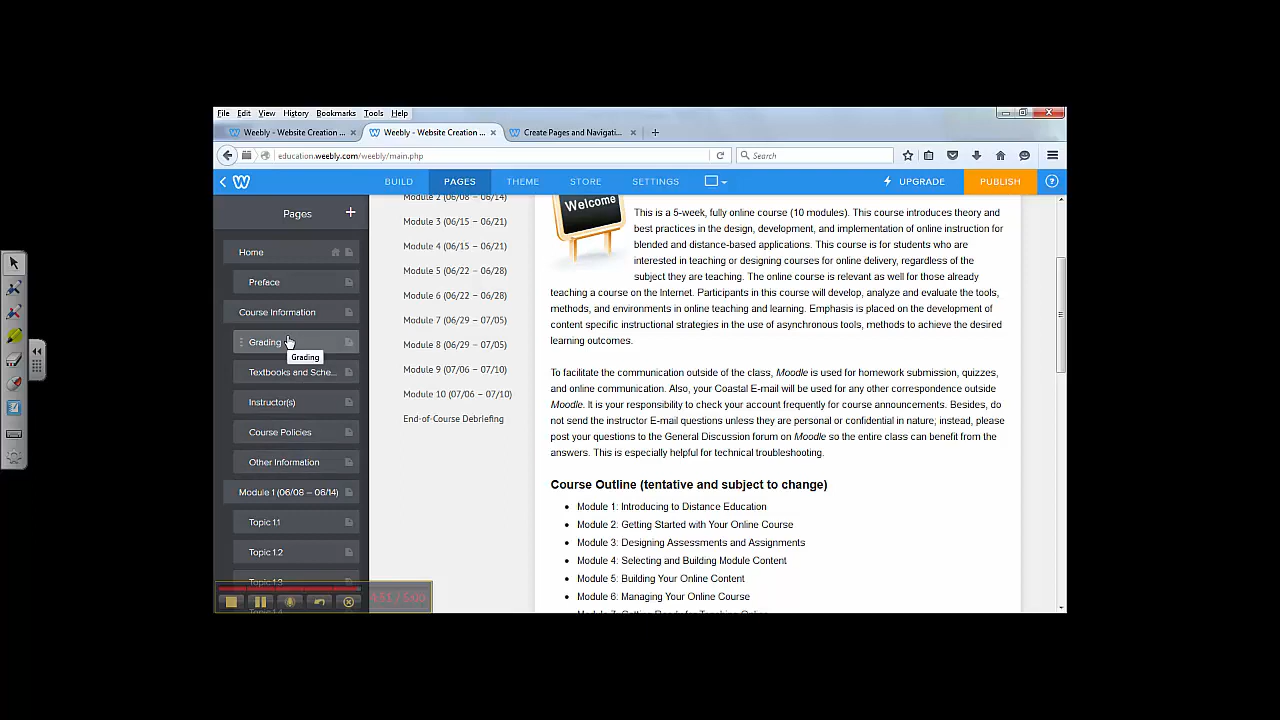 File Edit View History Bookmarks Tools Help
Weebly - Website Creation ... Weebly - Website Creation ... Create Pages and Navigati...
education.weebly.com/weebly/main.php Search
BUILD PAGES THEME STORE SETTINGS UPGRADE PUBLISH
Pages
Home
Preface
Course Information
Grading
Grading
Textbooks and Sche...
Instructor(s)
Course Policies
Other Information
Module 1 (06/08 – 06/14)
Topic 1.1
Topic 1.2
Topic 1.3
4:51 / 5:00
Module 2 (06/08 – 06/14)
Module 3 (06/15 – 06/21)
Module 4 (06/15 – 06/21)
Module 5 (06/22 – 06/28)
Module 6 (06/22 – 06/28)
Module 7 (06/29 – 07/05)
Module 8 (06/29 – 07/05)
Module 9 (07/06 – 07/10)
Module 10 (07/06 – 07/10)
End-of-Course Debriefing
Welcome
This is a 5-week, fully online course (10 modules). This course introduces theory and
best practices in the design, development, and implementation of online instruction for
blended and distance-based applications. This course is for students who are
interested in teaching or designing courses for online delivery, regardless of the
subject they are teaching. The online course is relevant as well for those already
teaching a course on the Internet. Participants in this course will develop, analyze and evaluate the tools,
methods, and environments in online teaching and learning. Emphasis is placed on the development of
content specific instructional strategies in the use of asynchronous tools, methods to achieve the desired
learning outcomes.
To facilitate the communication outside of the class, Moodle is used for homework submission, quizzes,
and online communication. Also, your Coastal E-mail will be used for any other correspondence outside
Moodle. It is your responsibility to check your account frequently for course announcements. Besides, do
not send the instructor E-mail questions unless they are personal or confidential in nature; instead, please
post your questions to the General Discussion forum on Moodle so the entire class can benefit from the
answers. This is especially helpful for technical troubleshooting.
Course Outline (tentative and subject to change)
Module 1: Introducing to Distance Education
Module 2: Getting Started with Your Online Course
Module 3: Designing Assessments and Assignments
Module 4: Selecting and Building Module Content
Module 5: Building Your Online Content
Module 6: Managing Your Online Course